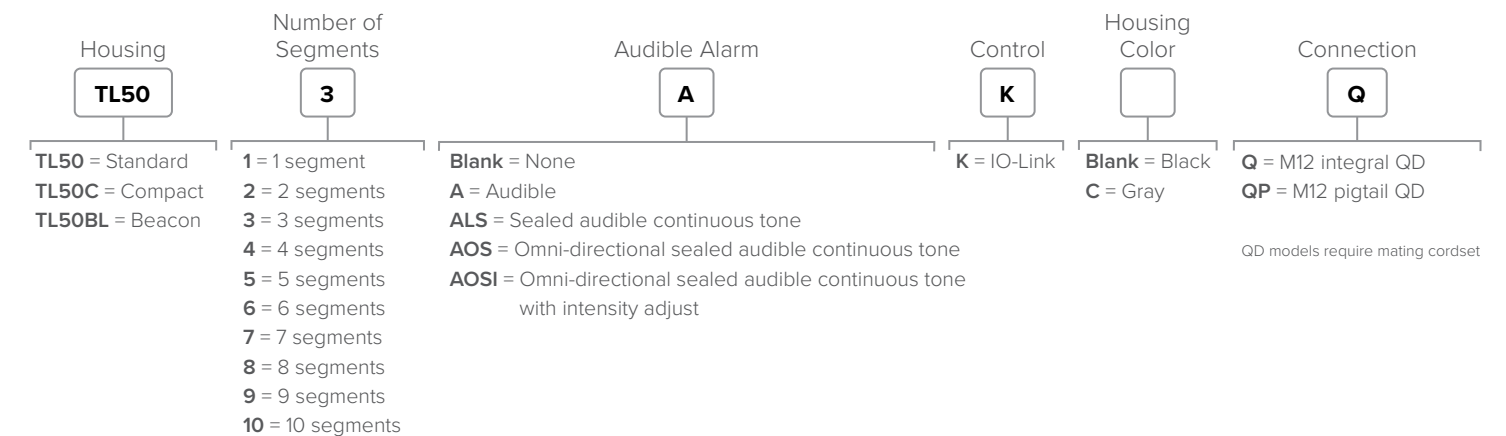 Housing
TL50
TL50 = Standard
TL50C = Compact
TL50BL = Beacon
Number of
Segments
3
1 = 1 segment
2 = 2 segments
3 = 3 segments
4 = 4 segments
5 = 5 segments
6 = 6 segments
7 = 7 segments
8 = 8 segments
9 = 9 segments
10 = 10 segments
Audible Alarm
A
Blank = None
A = Audible
ALS = Sealed audible continuous tone
AOS = Omni-directional sealed audible continuous tone
AOSI = Omni-directional sealed audible continuous tone
with intensity adjust
Control
K
K = IO-Link
Housing
Color
Blank = Black
C = Gray
Connection
Q
Q = M12 integral QD
QP = M12 pigtail QD
QD models require mating cordset